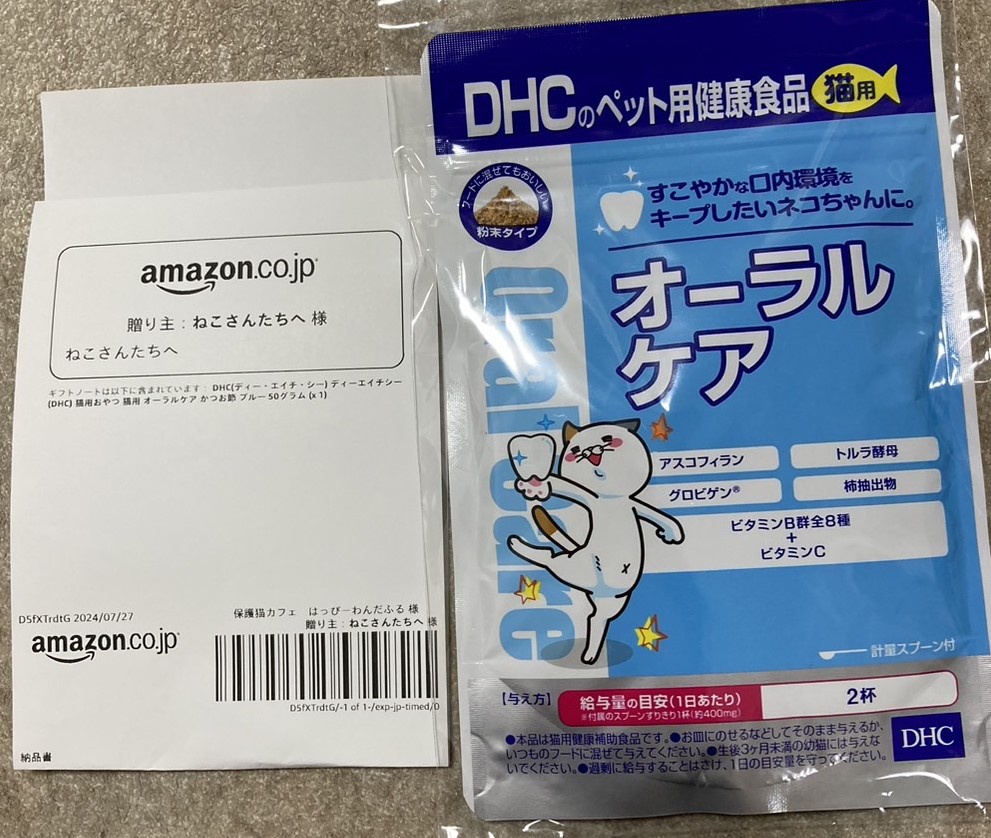 amazon.co.jp
贈り主：ねこさんたちへ 様
ねこさんたちへ
ギフトノートは以下に含まれています： DHC(ディー・エイチ・シー) ディーエイチシー
(DHC) 猫用おやつ 猫用 オーラルケア かつお節 ブルー 50グラム (x 1)
D5fXTrdtG 2024/07/27
amazon.co.jp
保護猫カフェ はっぴーわんだふる 様
贈り主：ねこさんたちへ 様
D5fXTrdtG/-1 of 1-/exp-jp-timed/0
納品書
DHCのペット用健康食品
猫用
フードに混ぜてもおいしい
粉末タイプ
すこやかな口内環境を
キープしたいネコちゃんに。
オーラル
ケア
Oral Care
アスコフィラン
トルラ酵母
グロビゲン®
柿抽出物
ビタミンB群全8種
+
ビタミンC
計量スプーン付
【与え方】
給与量の目安(1日あたり)
※付属のスプーンすりきり1杯(約400mg)
2杯
●本品は猫用健康補助食品です。●お皿にのせるなどしてそのまま与えるか、
いつものフードに混ぜて与えてください。●生後3ヶ月未満の幼猫には与えな
いでください。●過剰に給与することはさけ、1日の目安量を守ってください。
DHC